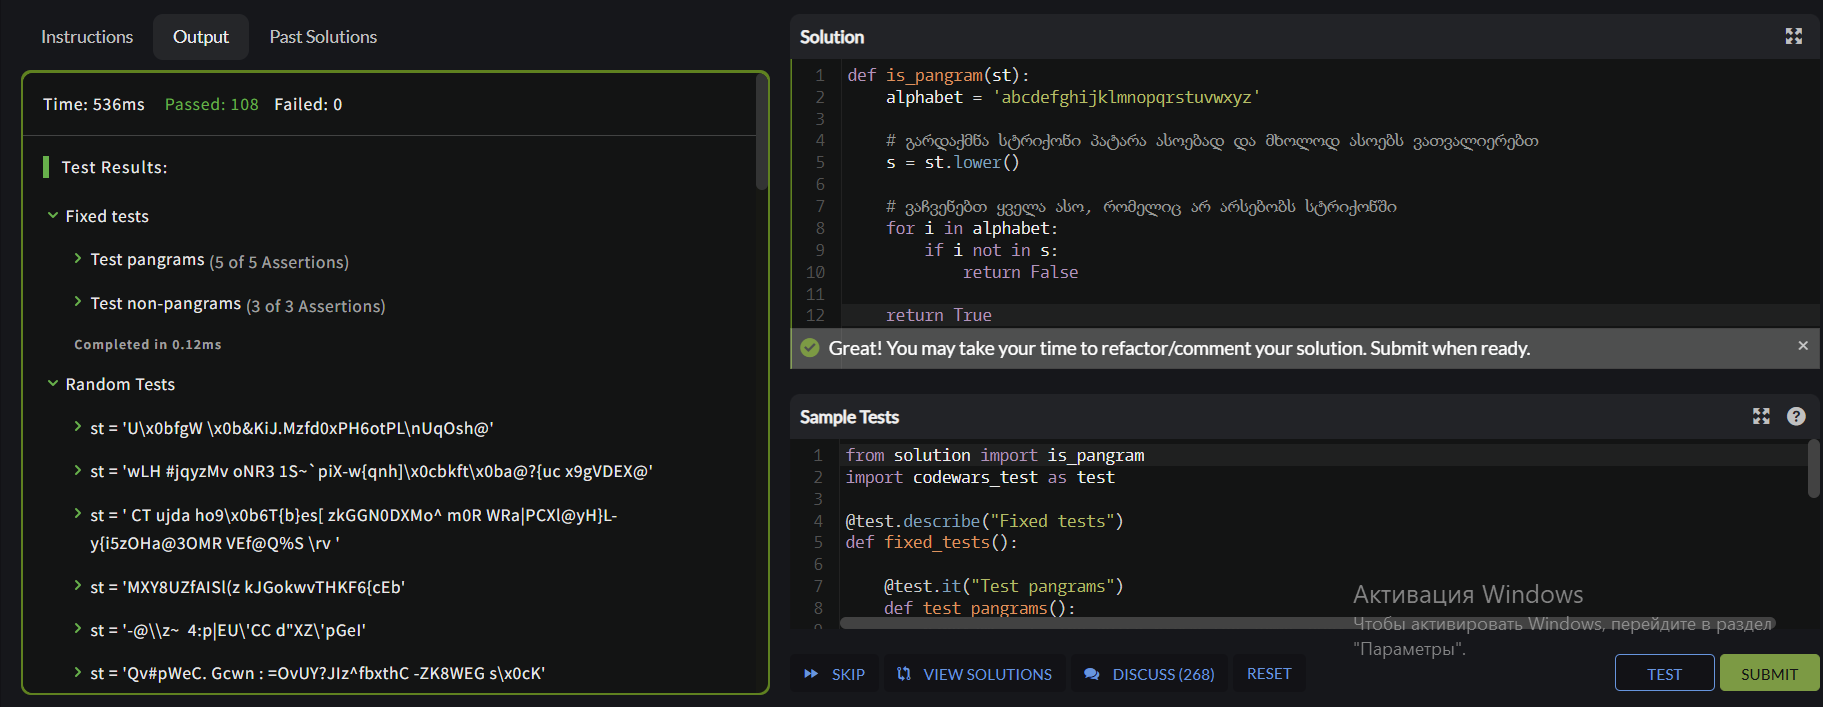 Instructions Output Past Solutions
Time: 536ms Passed: 108 Failed: 0
Test Results:
Fixed tests
Test pangrams (5 of 5 Assertions)
Test non-pangrams (3 of 3 Assertions)
Completed in 0.12ms
Random Tests
st = 'U\x0bfgW \x0b&KiJ.Mzfd0xPH6otPL\nUqOsh@'
st = 'wLH #jqyzMv oNR3 1S~`piX-w{qnh]\x0cbkft\x0ba@?{uc x9gVDEX@'
st = ' CT ujda ho9\x0b6T{b}es[ zkGGN0DXMo^ m0R WRa|PCXl@yH}L-
y{i5zOHa@3OMR VEf@Q%S \rv '
st = 'MXY8UZfAISl(z kJGokwvTHKF6{cEb'
st = '-@\\z~  4:p|EU\'CC d"XZ\'pGeI'
st = 'Qv#pWeC. Gcwn : =OvUY?JIz^fbxthC -ZK8WEG s\x0cK'
Solution
1 def is_pangram(st):
2 alphabet = 'abcdefghijklmnopqrstuvwxyz'
3
4 # გარდაქმნა სტრიქონი პატარა ასოებად და მხოლოდ ასოებს ვათვალიერებთ
5 s = st.lower()
6
7 # ვაჩვენებთ ყველა ასო, რომელიც არ არსებობს სტრიქონში
8 for i in alphabet:
9 if i not in s:
10 return False
11
12 return True
Great! You may take your time to refactor/comment your solution. Submit when ready.
Sample Tests
1 from solution import is_pangram
2 import codewars_test as test
3
4 @test.describe("Fixed tests")
5 def fixed_tests():
6
7 @test.it("Test pangrams")
8 def test_pangrams():
Активация Windows
Чтобы активировать Windows, перейдите в раздел
"Параметры".
SKIP VIEW SOLUTIONS DISCUSS (268) RESET TEST SUBMIT